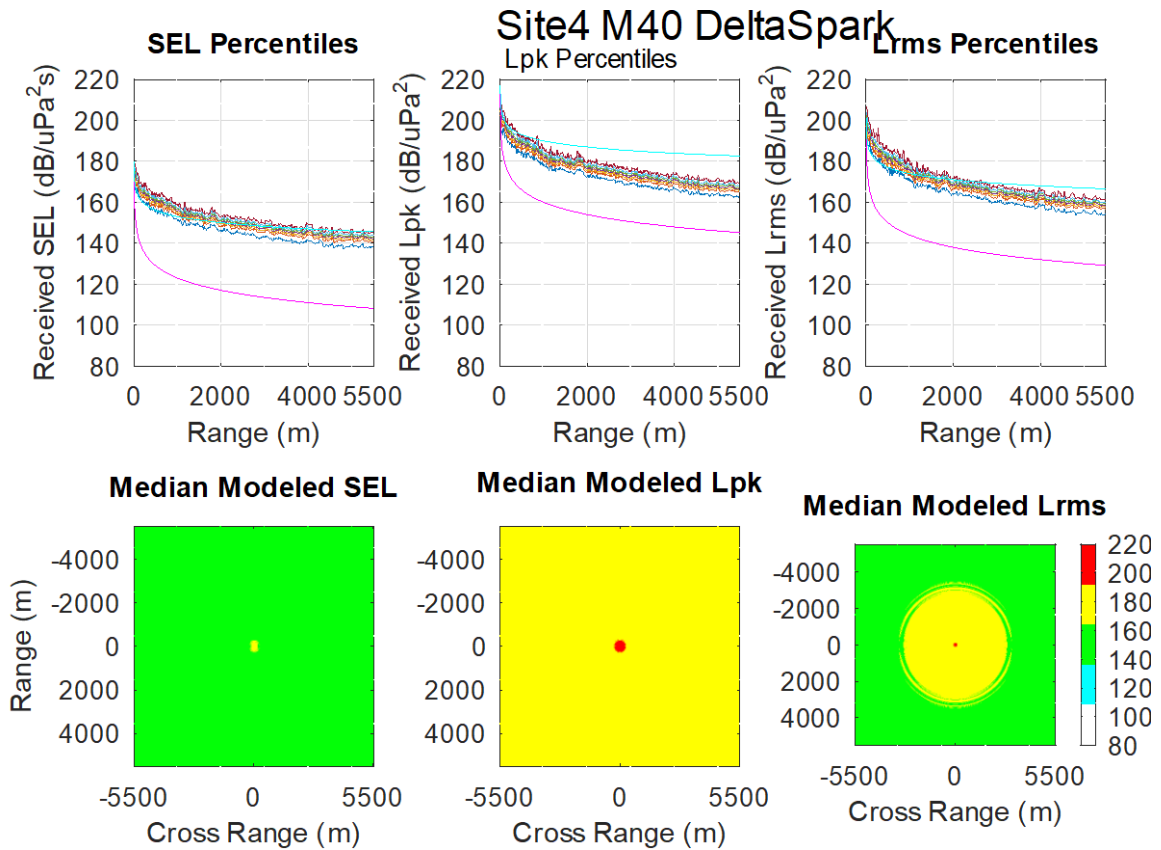 Site4 M40 DeltaSpark
SEL Percentiles
Lpk Percentiles
Lrms Percentiles
Received SEL (dB/uPa²s)
220
200
180
160
140
120
100
80
0 2000 4000 5500
Range (m)
Received Lpk (dB/uPa²)
220
200
180
160
140
120
100
80
0 2000 4000 5500
Range (m)
Received Lrms (dB/uPa²)
220
200
180
160
140
120
100
80
0 2000 4000 5500
Range (m)
Median Modeled SEL
Range (m)
-4000
-2000
0
2000
4000
-5500 0 5500
Cross Range (m)
Median Modeled Lpk
-4000
-2000
0
2000
4000
-5500 0 5500
Cross Range (m)
Median Modeled Lrms
-4000
-2000
0
2000
4000
-5500 0 5500
Cross Range (m)
220
200
180
160
140
120
100
80